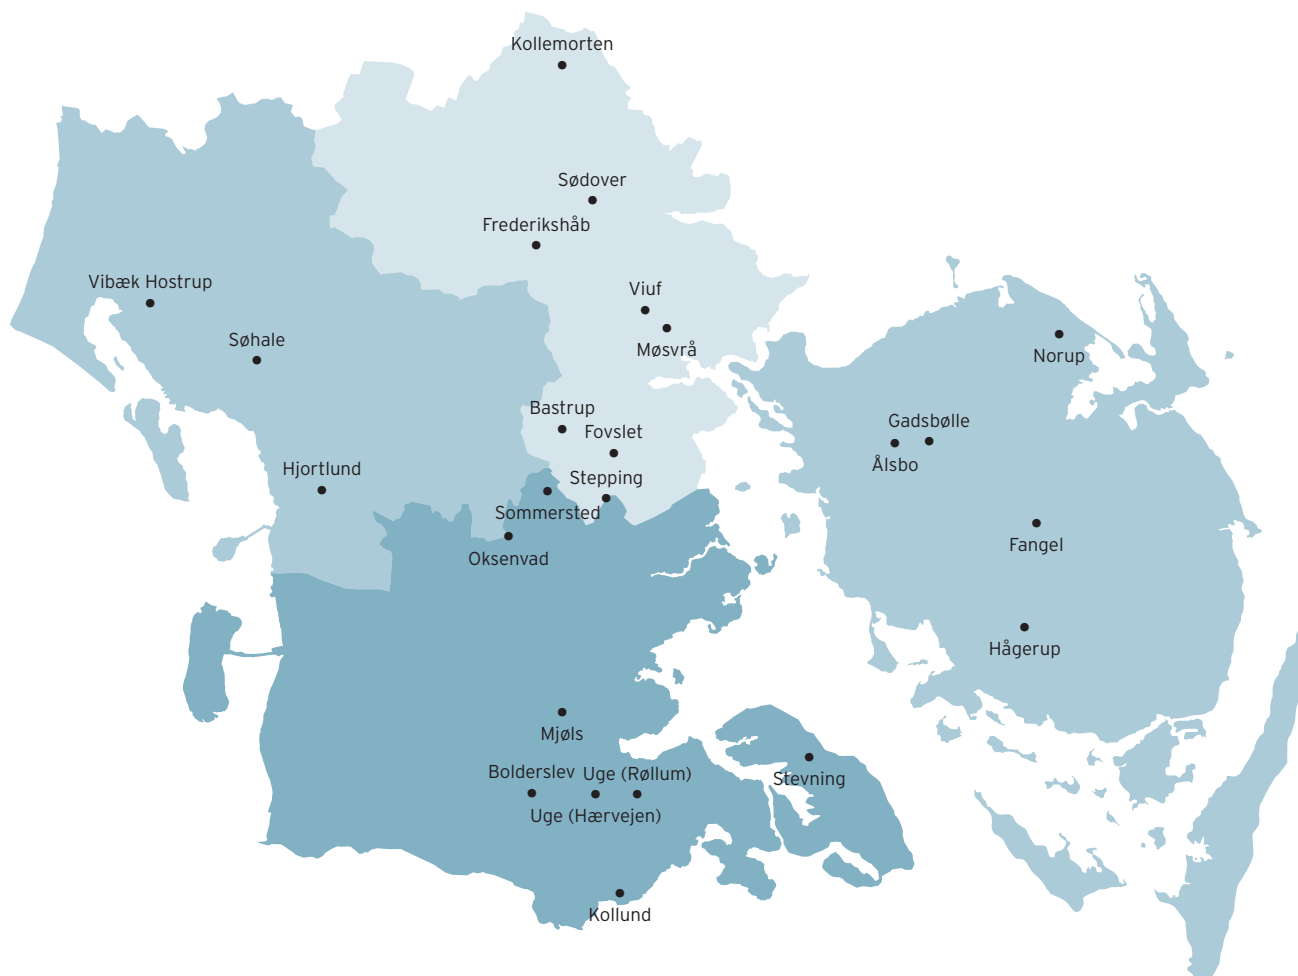 Kollemorten
Sødover
Frederikshåb
Vibæk Hostrup
Viuf
Søhale
Møsvrå
Norup
Bastrup
Gadsbølle
Fovslet
Ålsbo
Hjortlund
Stepping
Sommersted
Fangel
Oksenvad
Hågerup
Mjøls
Bolderslev
Uge (Røllum)
Stevning
Uge (Hærvejen)
Kollund